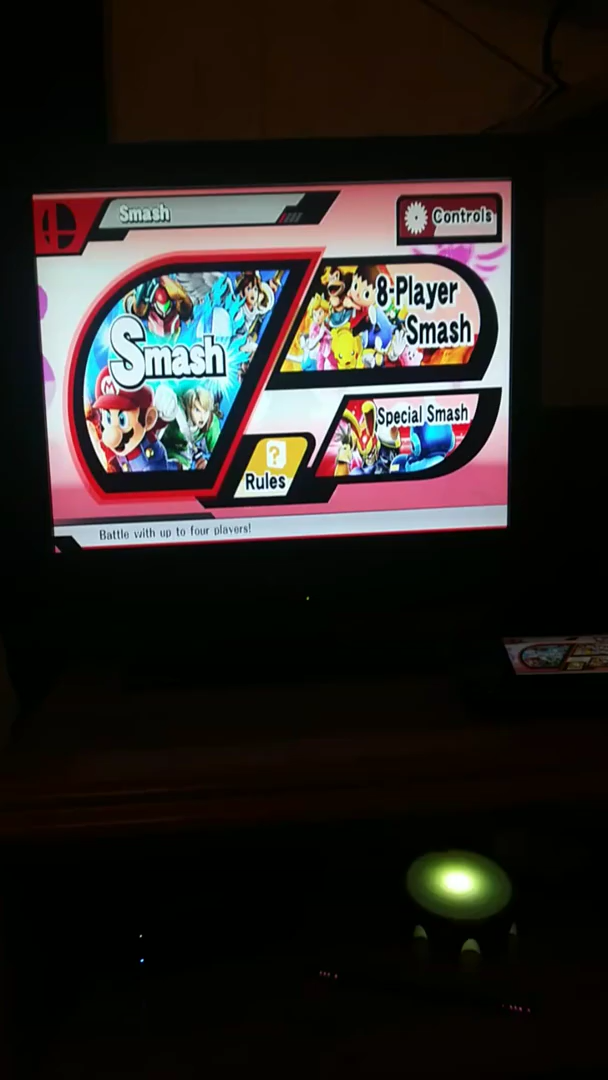 Smash
Controls
Smash
8-Player
Smash
Special Smash
?
Rules
Battle with up to four players!